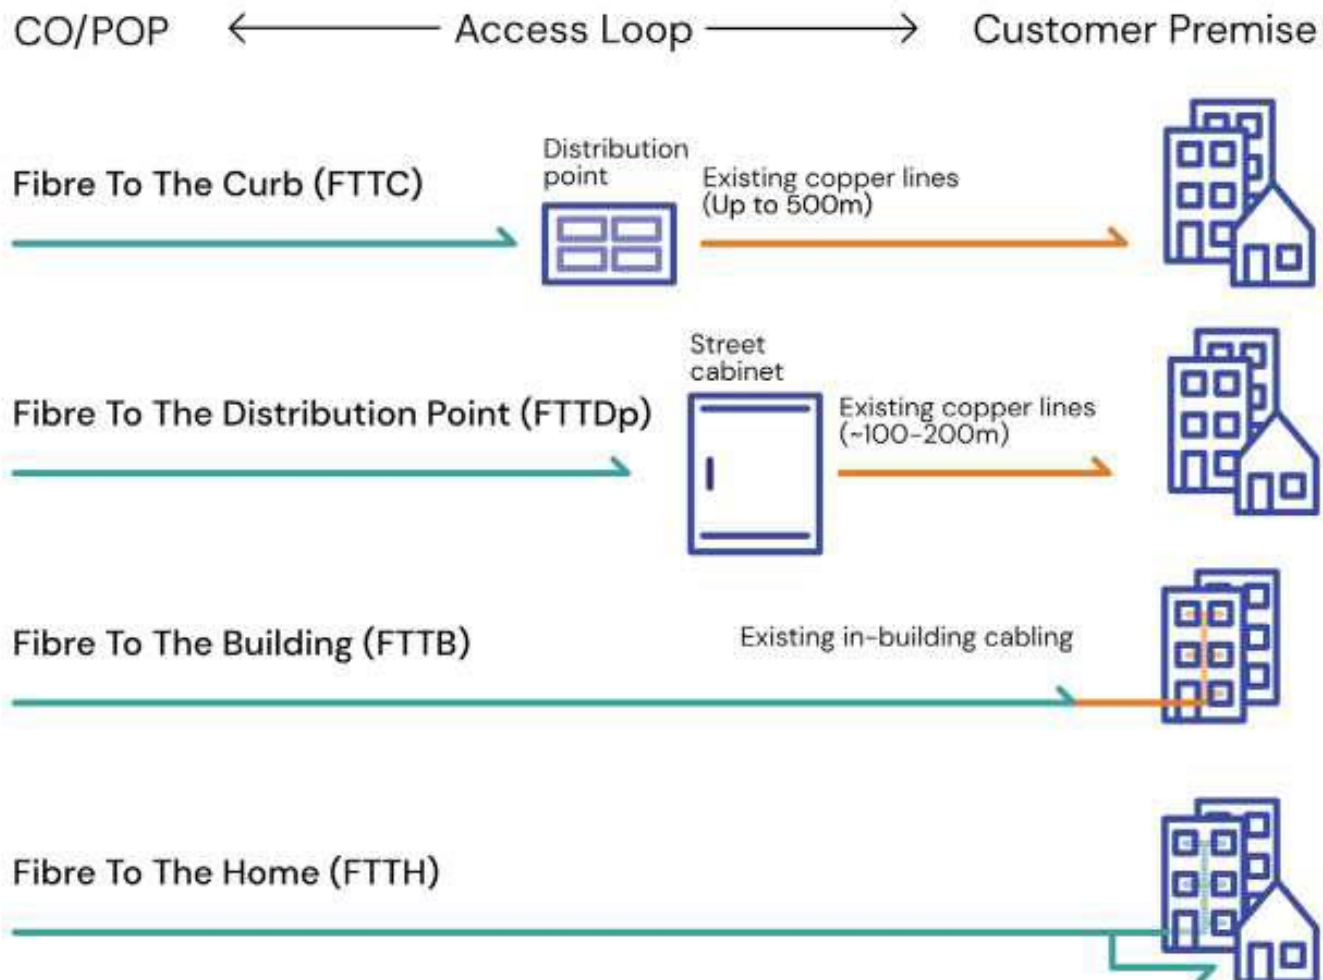 CO/POP Access Loop Customer Premise
Distribution
point
Fibre To The Curb (FTTC)
Existing copper lines
(Up to 500m)
Street
cabinet
Fibre To The Distribution Point (FTTDp)
Existing copper lines
(~100-200m)
Fibre To The Building (FTTB)
Existing in-building cabling
Fibre To The Home (FTTH)